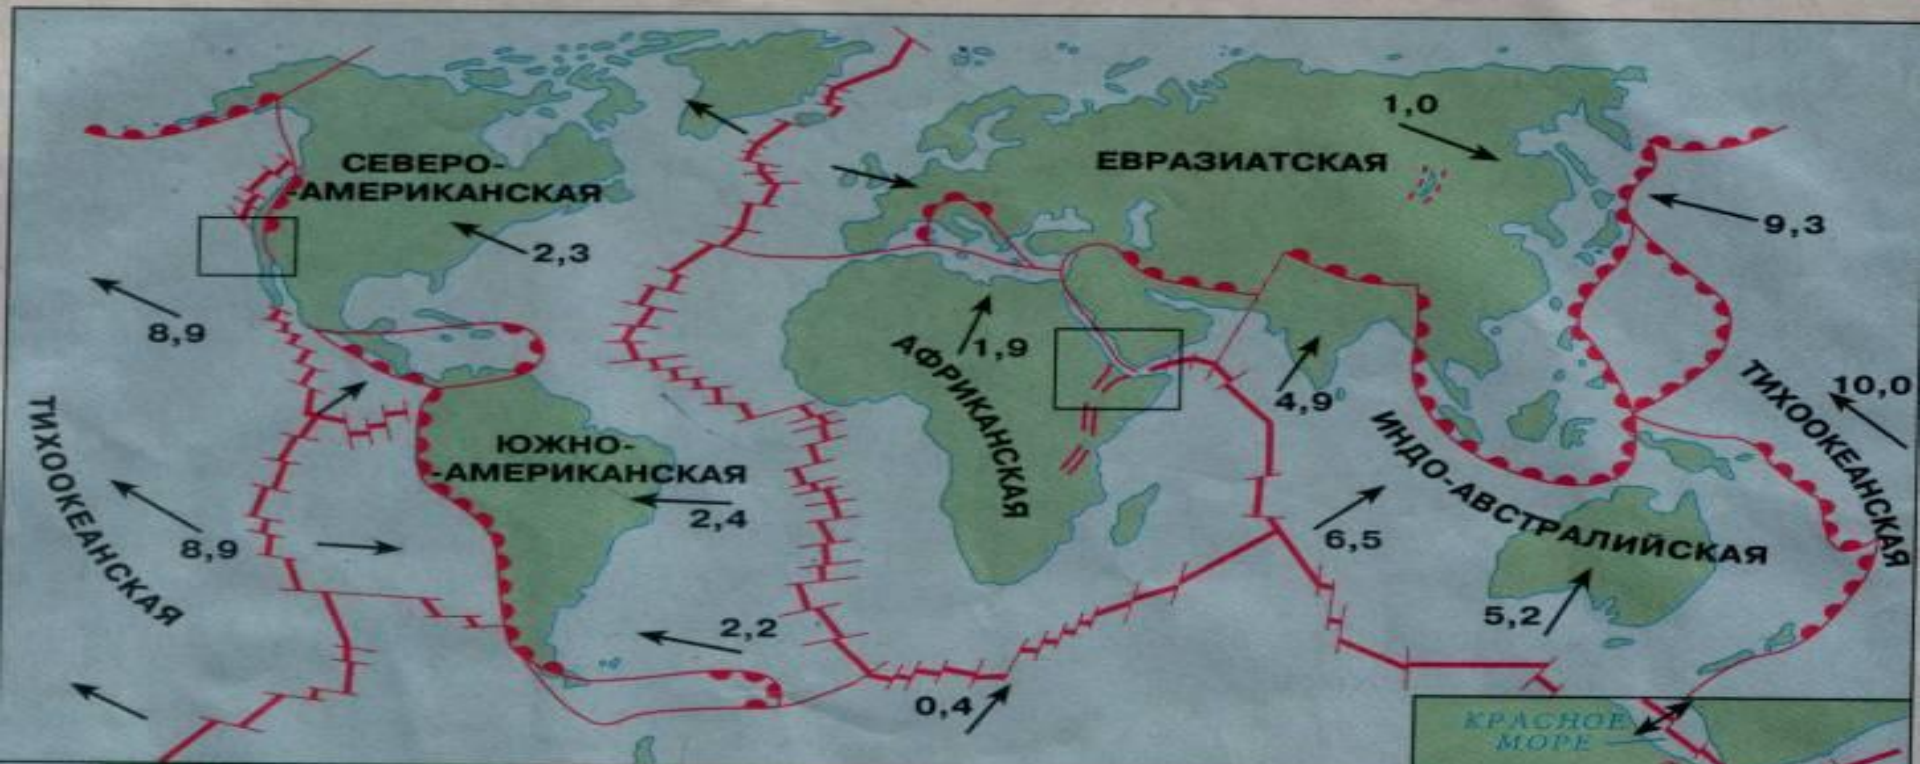 СЕВЕРО-
-АМЕРИКАНСКАЯ
2,3
8,9
ТИХООКЕАНСКАЯ
8,9
ЮЖНО-
-АМЕРИКАНСКАЯ
2,4
2,2
0,4
ЕВРАЗИАТСКАЯ
1,0
9,3
АФРИКАНСКАЯ
1,9
4,9
ИНДО-АВСТРАЛИЙСКАЯ
6,5
5,2
ТИХООКЕАНСКАЯ
10,0
КРАСНОЕ
МОРЕ